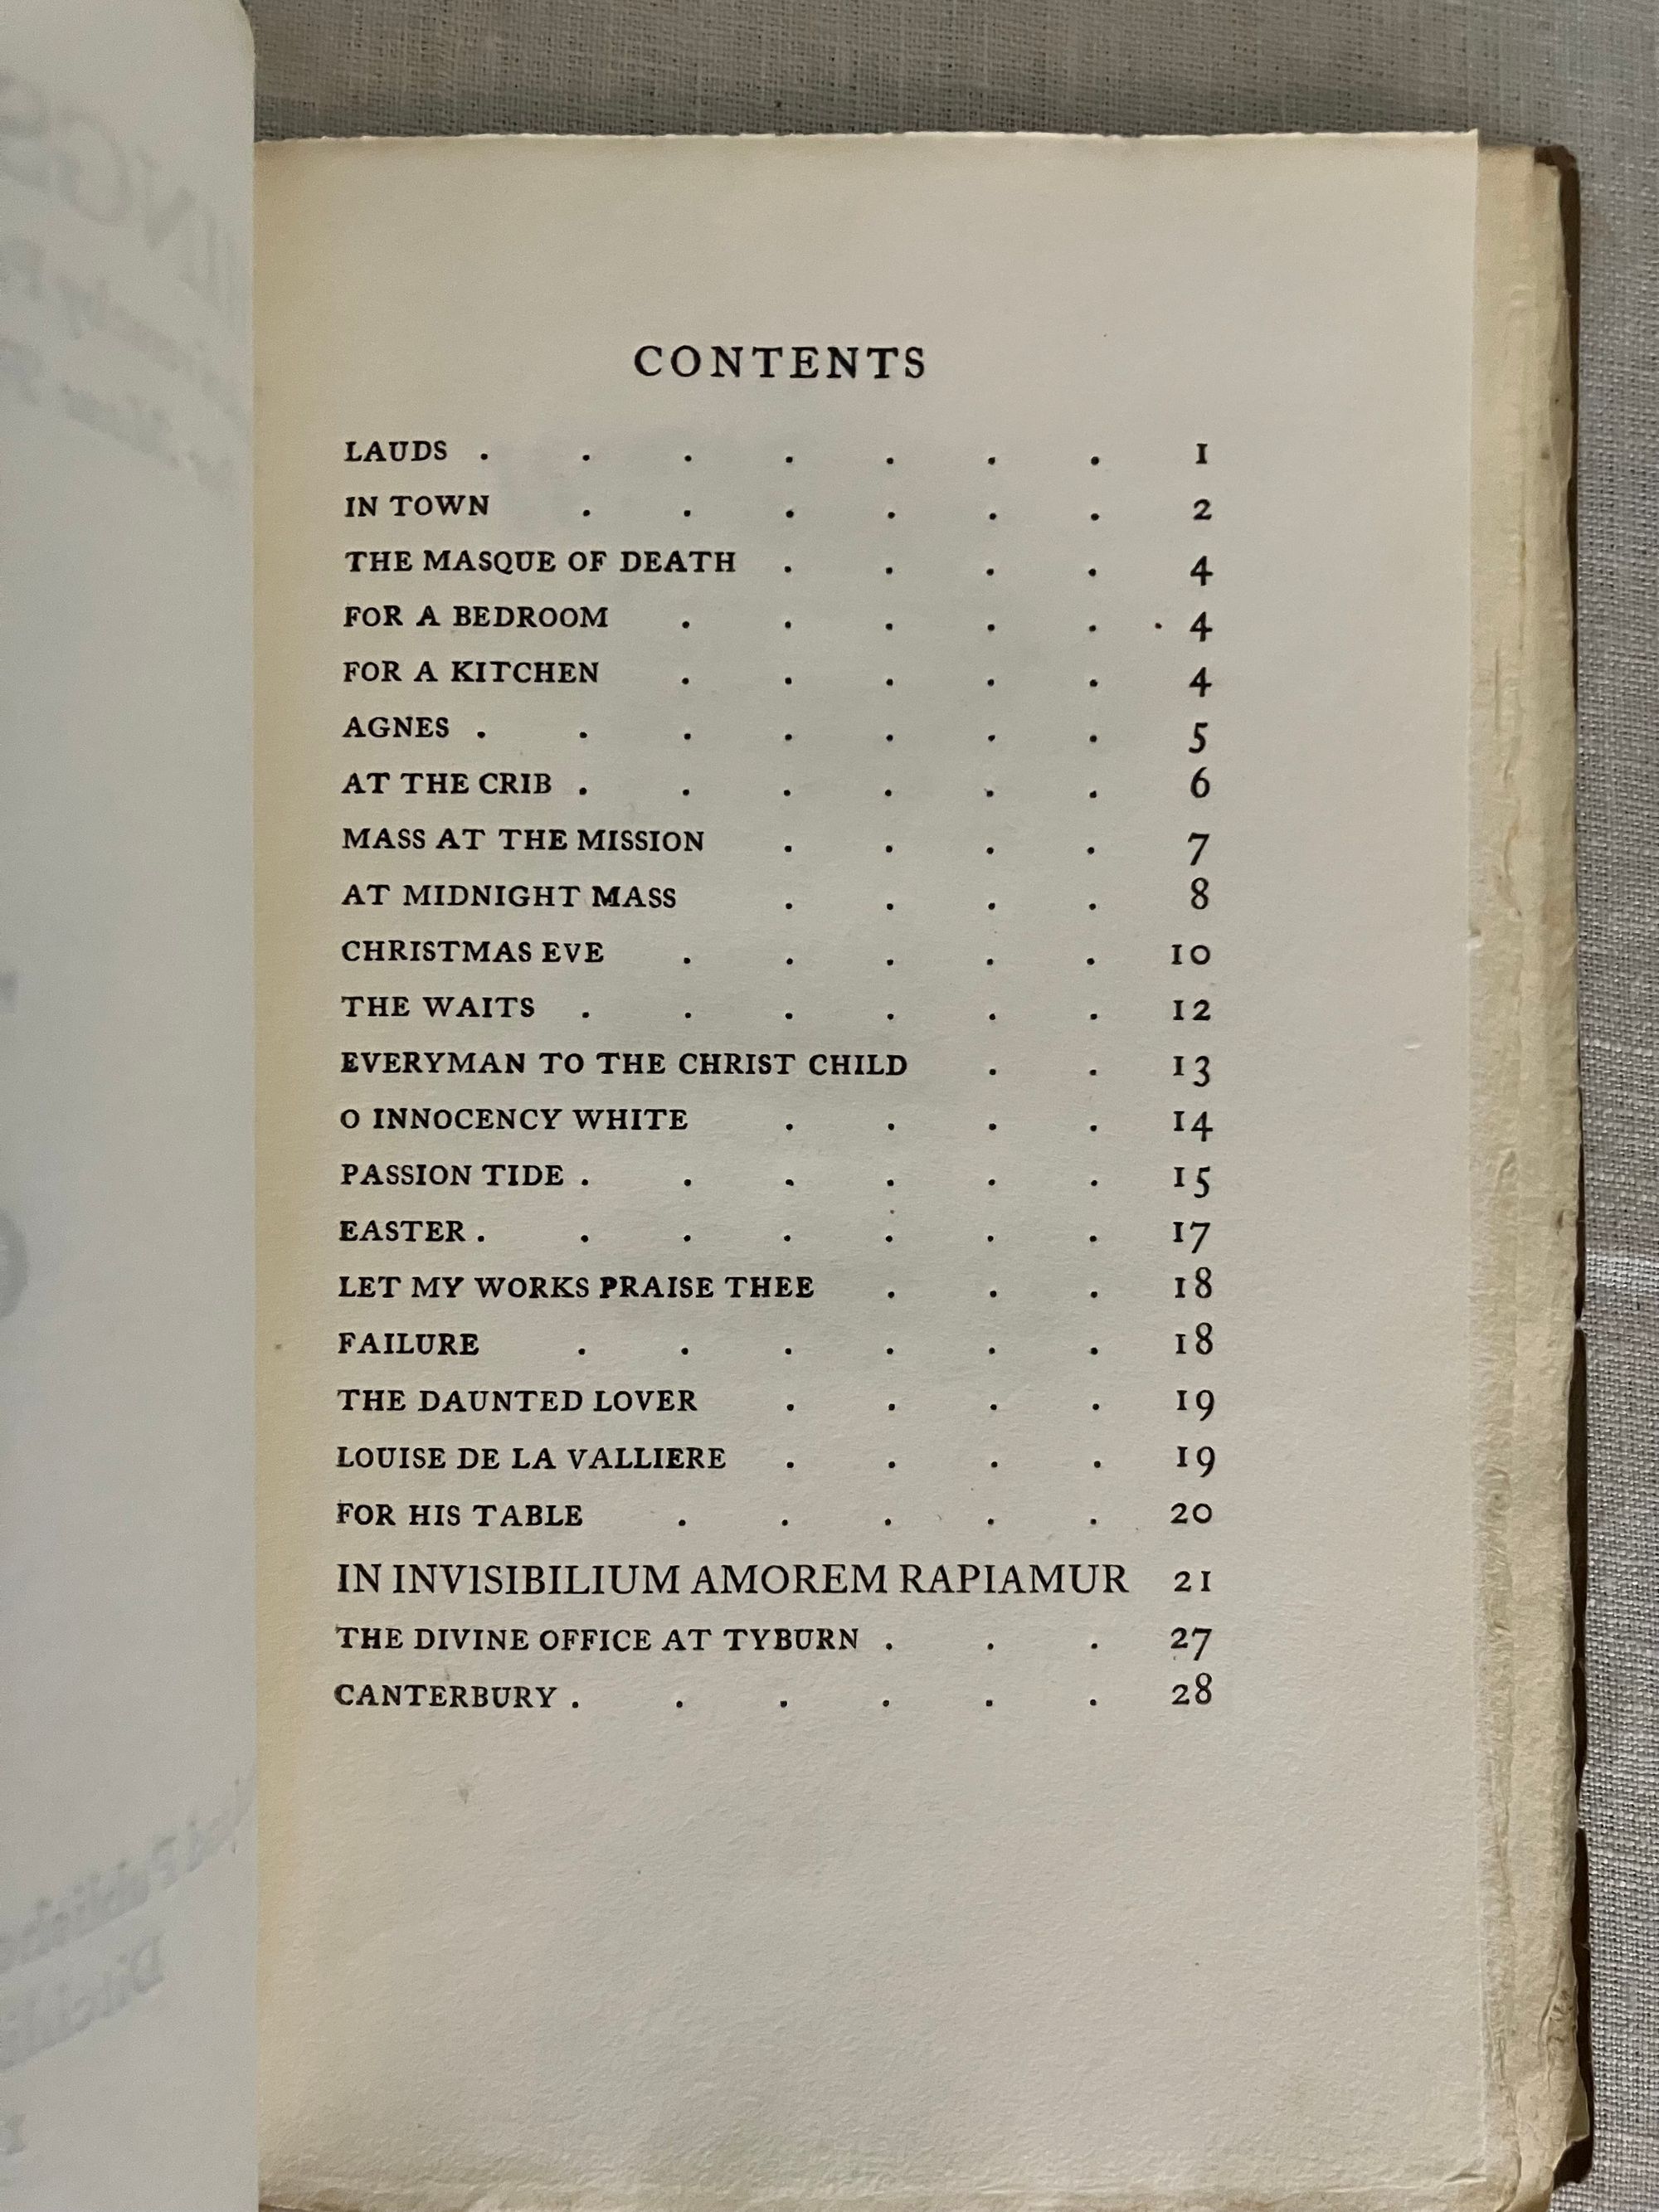 CONTENTS
LAUDS . . . . . . . 1
IN TOWN . . . . . . 2
THE MASQUE OF DEATH . . . . 4
FOR A BEDROOM . . . . . . 4
FOR A KITCHEN . . . . . 4
AGNES . . . . . . . 5
AT THE CRIB . . . . . . 6
MASS AT THE MISSION . . . . 7
AT MIDNIGHT MASS . . . . 8
CHRISTMAS EVE . . . . . 10
THE WAITS . . . . . . 12
EVERYMAN TO THE CHRIST CHILD . . 13
O INNOCENCY WHITE . . . . 14
PASSION TIDE . . . . . . 15
EASTER . . . . . . . 17
LET MY WORKS PRAISE THEE . . . 18
FAILURE . . . . . . 18
THE DAUNTED LOVER . . . . 19
LOUISE DE LA VALLIERE . . . . 19
FOR HIS TABLE . . . . . 20
IN INVISIBILIUM AMOREM RAPIAMUR 21
THE DIVINE OFFICE AT TYBURN . . . 27
CANTERBURY . . . . . . 28